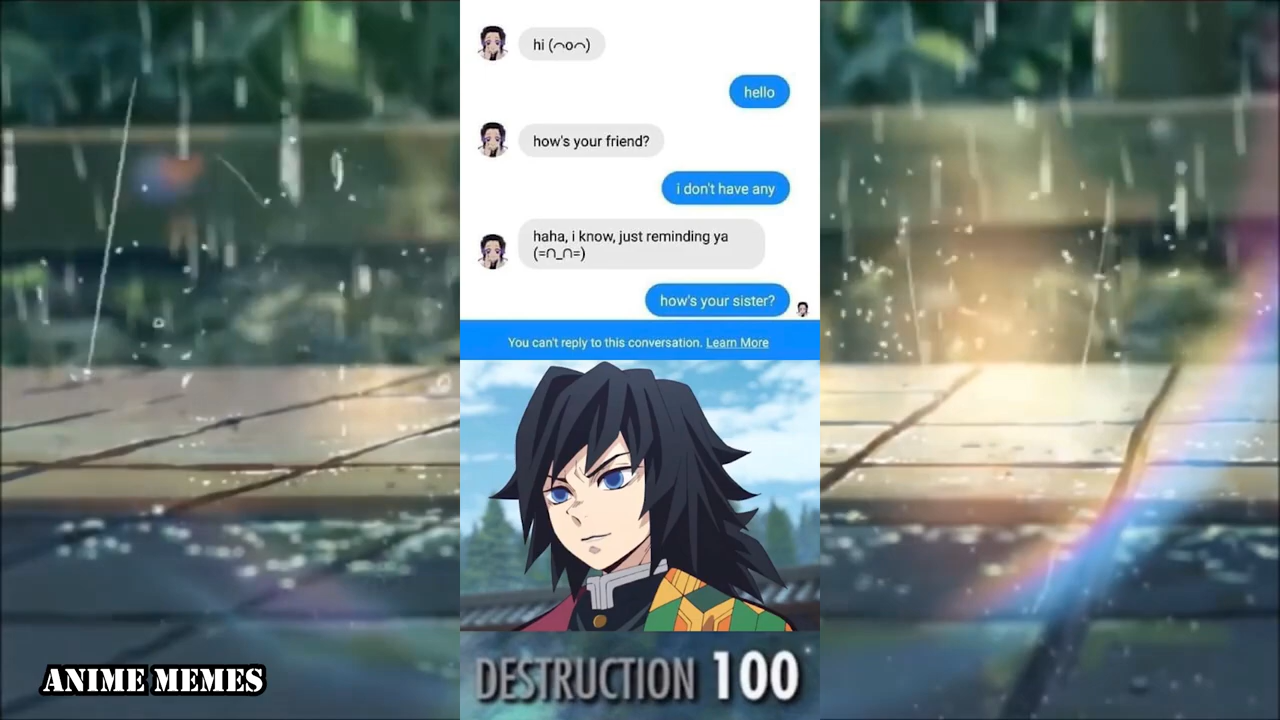 hi (⌒o⌒)
hello
how's your friend?
i don't have any
haha, i know, just reminding ya
(=∩_∩=)
how's your sister?
You can't reply to this conversation. Learn More
DESTRUCTION 100
ANIME MEMES